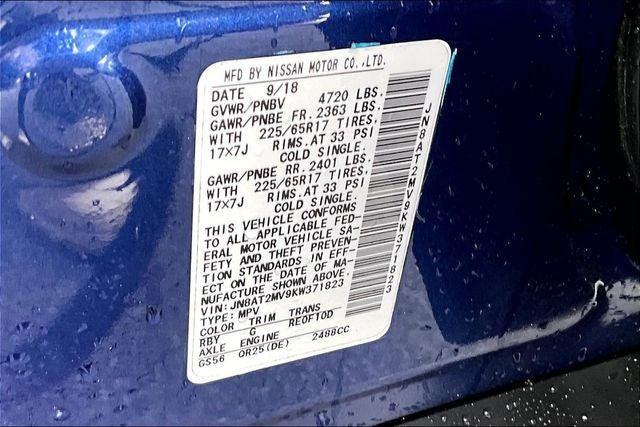 MFD BY NISSAN MOTOR CO.,LTD.
DATE 9/18
GVWR/PNBV 4720 LBS.
GAWR/PNBE FR. 2363 LBS.
WITH 225/65R17 TIRES,
17X7J RIMS.AT 33 PSI
COLD SINGLE.
GAWR/PNBE RR. 2401 LBS.
WITH 225/65R17 TIRES,
17X7J RIMS.AT 33 PSI
COLD SINGLE.
THIS VEHICLE CONFORMS
TO ALL APPLICABLE FED-
ERAL MOTOR VEHICLE SA-
FETY AND THEFT PREVEN-
TION STANDARDS IN EFF-
ECT ON THE DATE OF MA-
NUFACTURE SHOWN ABOVE.
VIN: JN8AT2MV9KW371823
TYPE: MPV
COLOR TRIM TRANS
RBY G RE0F10D
AXLE ENGINE
GS56 QR25(DE) 2488CC
JN8AT2MV9KW371823